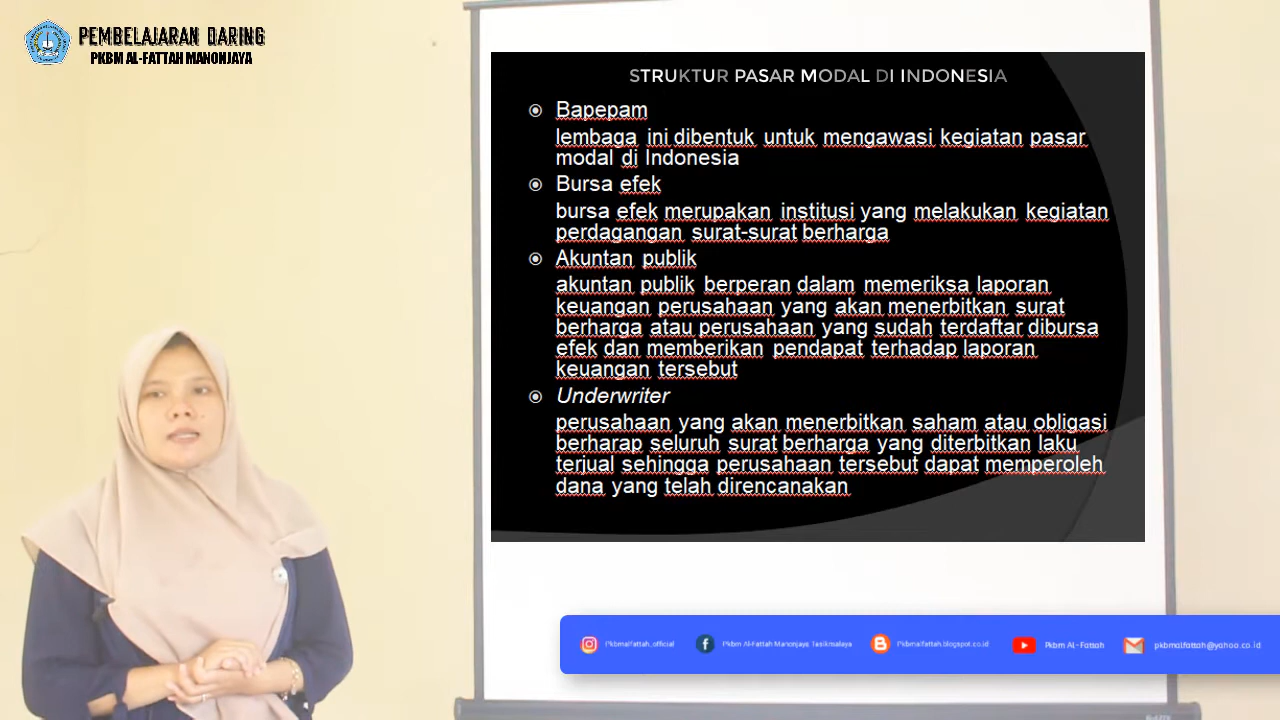 PEMBELAJARAN DARING
PKBM AL-FATTAH MANONJAYA
STRUKTUR PASAR MODAL DI INDONESIA
Bapepam
lembaga ini dibentuk untuk mengawasi kegiatan pasar
modal di Indonesia
Bursa efek
bursa efek merupakan institusi yang melakukan kegiatan
perdagangan surat-surat berharga
Akuntan publik
akuntan publik berperan dalam memeriksa laporan
keuangan perusahaan yang akan menerbitkan surat
berharga atau perusahaan yang sudah terdaftar dibursa
efek dan memberikan pendapat terhadap laporan
keuangan tersebut
Underwriter
perusahaan yang akan menerbitkan saham atau obligasi
berharap seluruh surat berharga yang diterbitkan laku
terjual sehingga perusahaan tersebut dapat memperoleh
dana yang telah direncanakan
Pkbmalfattah_official
Pkbm Al-Fattah Manonjaya Tasikmalaya
Pkbmalfattah.blogspot.co.id
Pkbm Al-Fattah
pkbmalfattah@yahoo.co.id